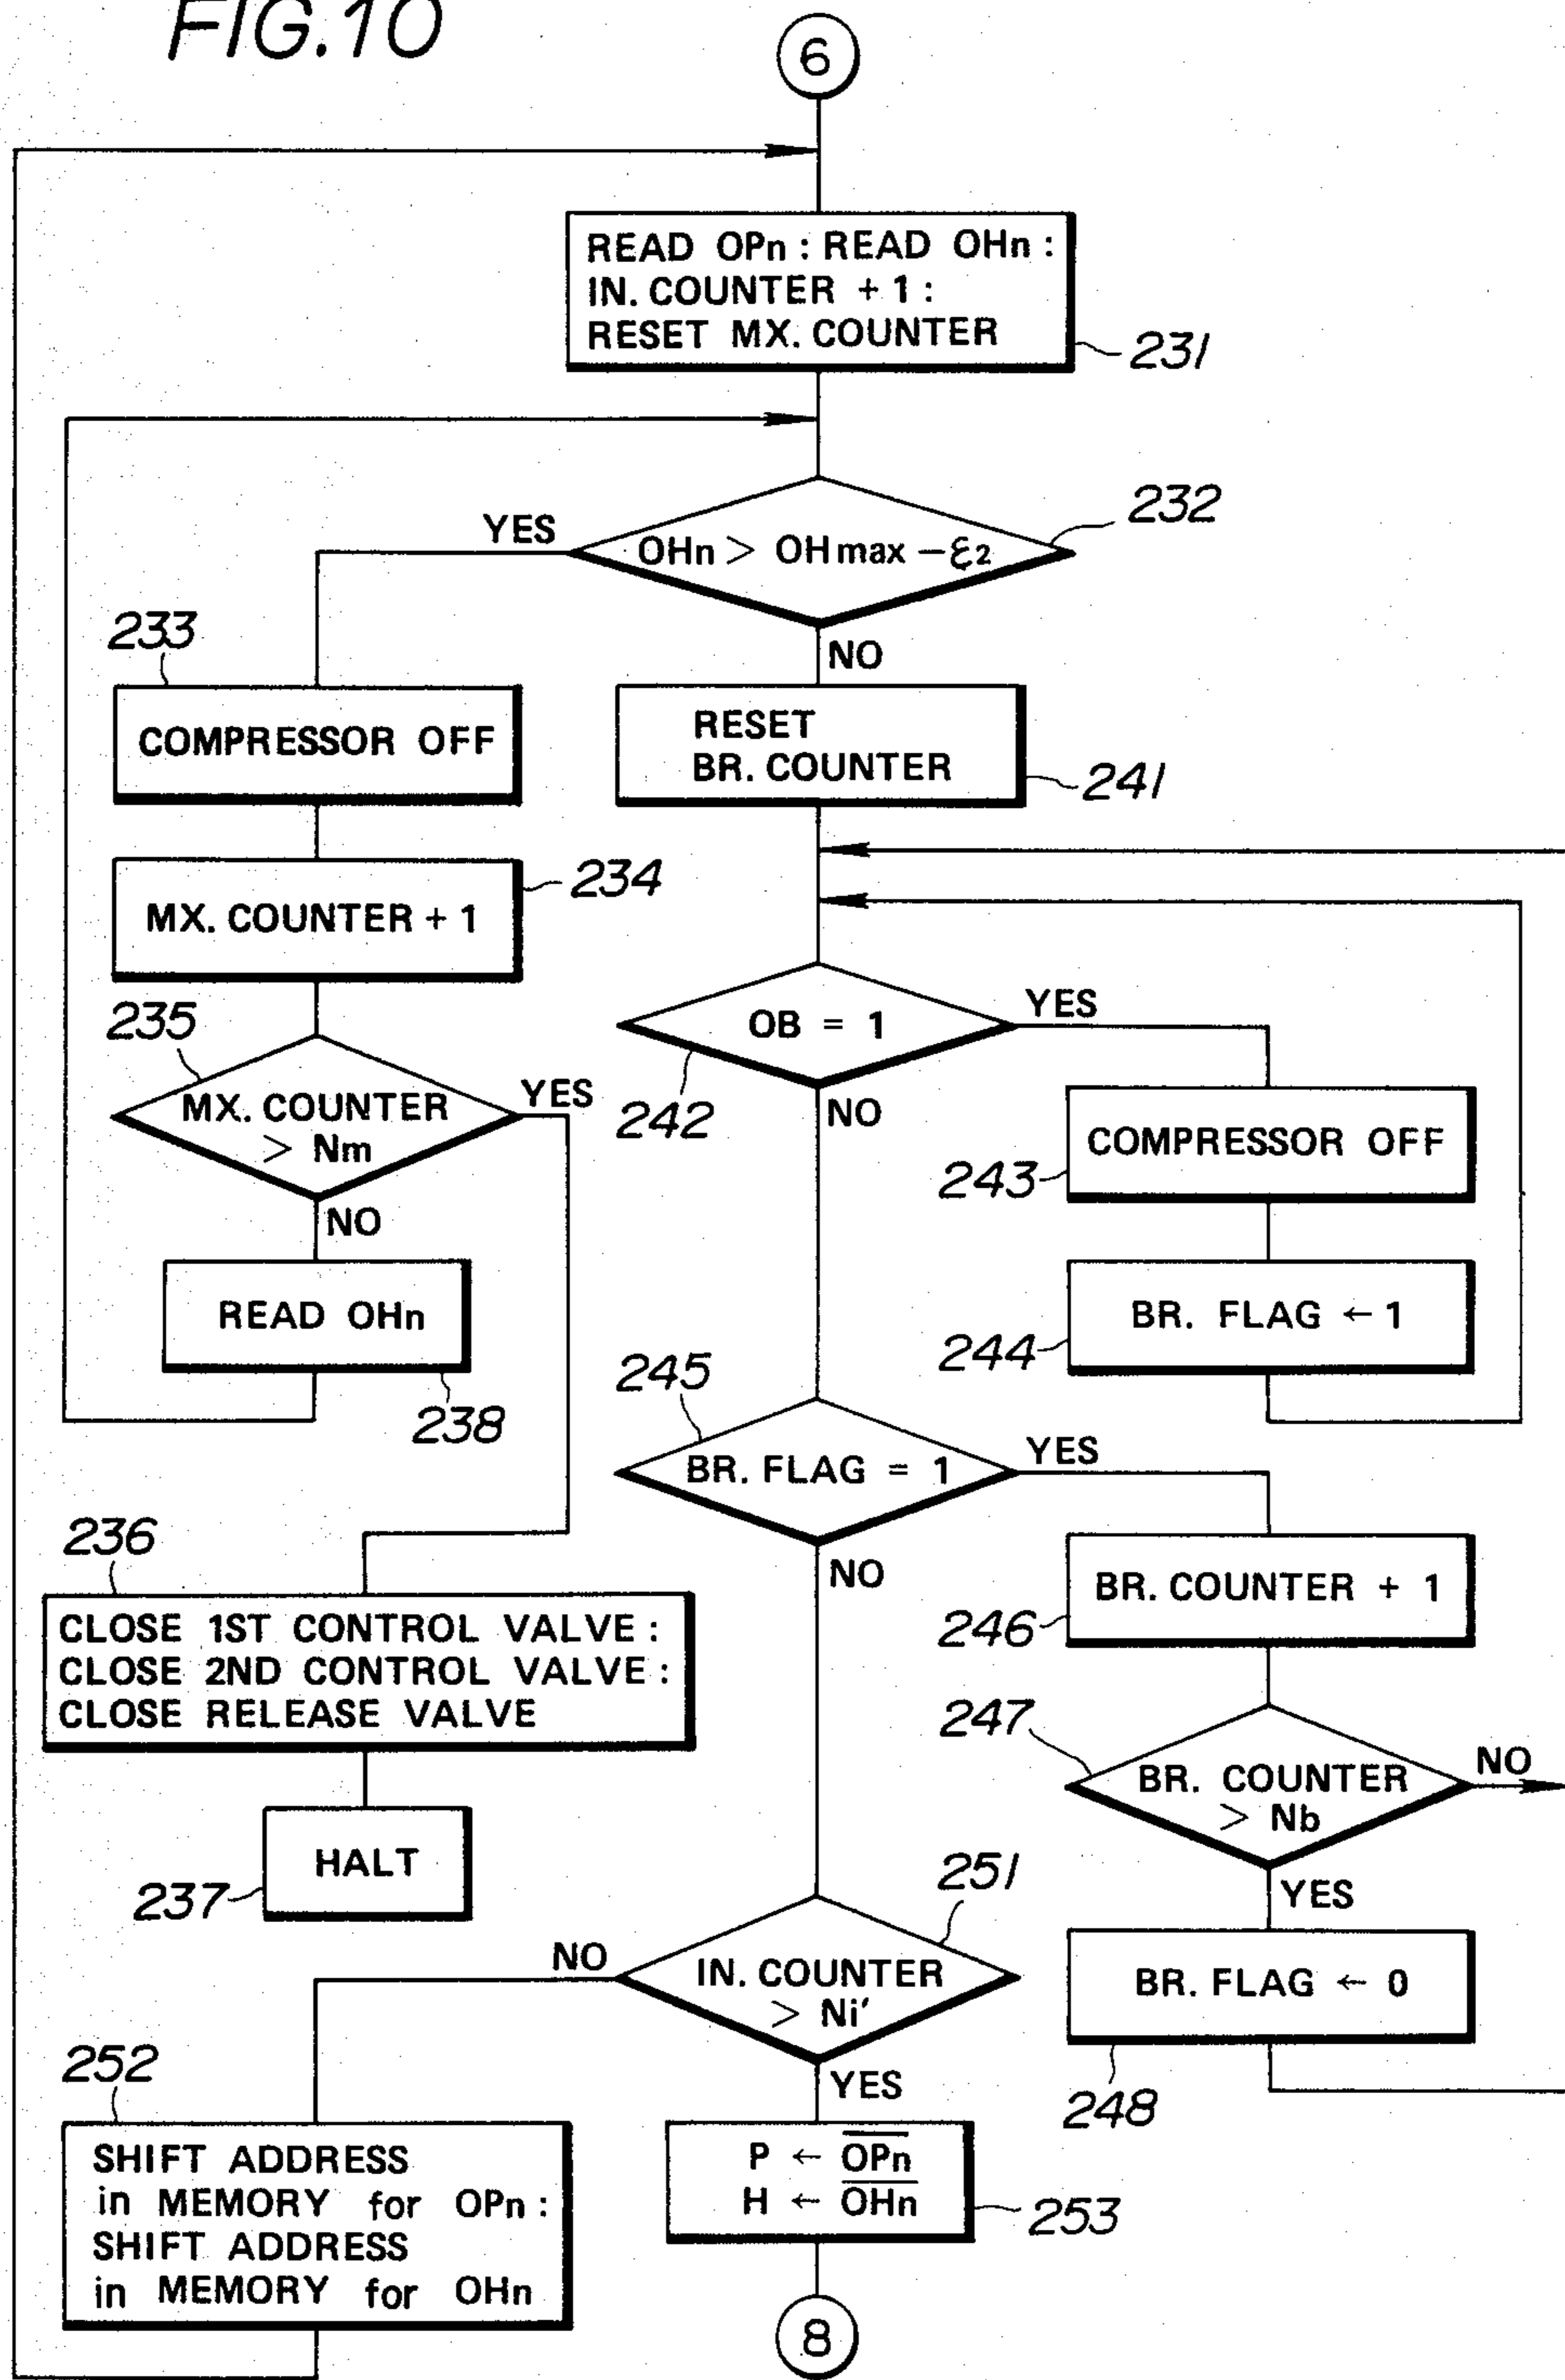 FIG.10
6
READ OPn : READ OHn :
IN. COUNTER + 1 :
RESET MX. COUNTER
231
232
YES
OHn > OHmax − ε2
NO
233
COMPRESSOR OFF
RESET
BR. COUNTER
241
234
MX. COUNTER + 1
235
OB = 1
YES
242
NO
MX. COUNTER
> Nm
YES
NO
COMPRESSOR OFF
243
READ OHn
238
BR. FLAG ← 1
244
245
BR. FLAG = 1
YES
NO
236
CLOSE 1ST CONTROL VALVE :
CLOSE 2ND CONTROL VALVE :
CLOSE RELEASE VALVE
BR. COUNTER + 1
246
247
BR. COUNTER
> Nb
NO
YES
HALT
237
251
NO
IN. COUNTER
> Ni′
YES
BR. FLAG ← 0
248
252
SHIFT ADDRESS
in MEMORY for OPn :
SHIFT ADDRESS
in MEMORY for OHn
P ← O̅P̅n̅
H ← O̅H̅n̅
253
8